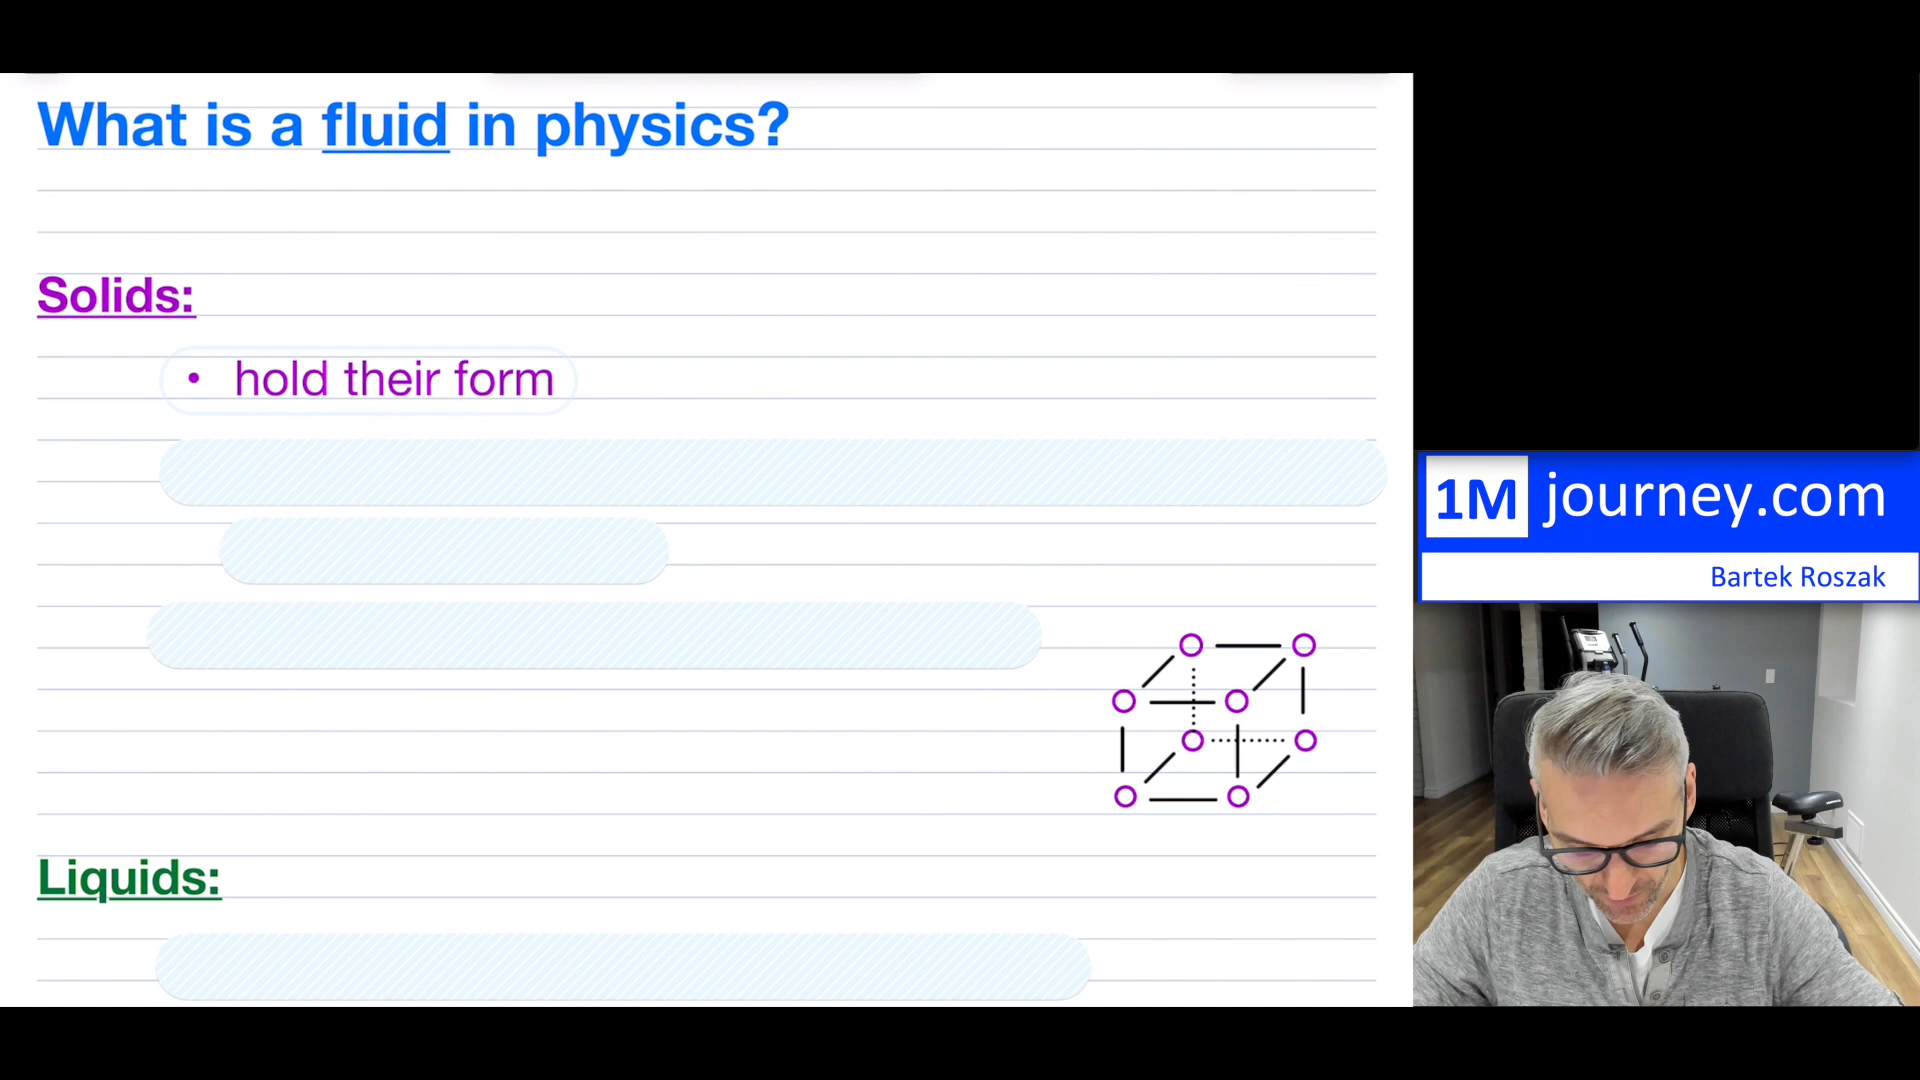 What is a fluid in physics?
Solids:
• hold their form
Liquids:
1M journey.com
Bartek Roszak